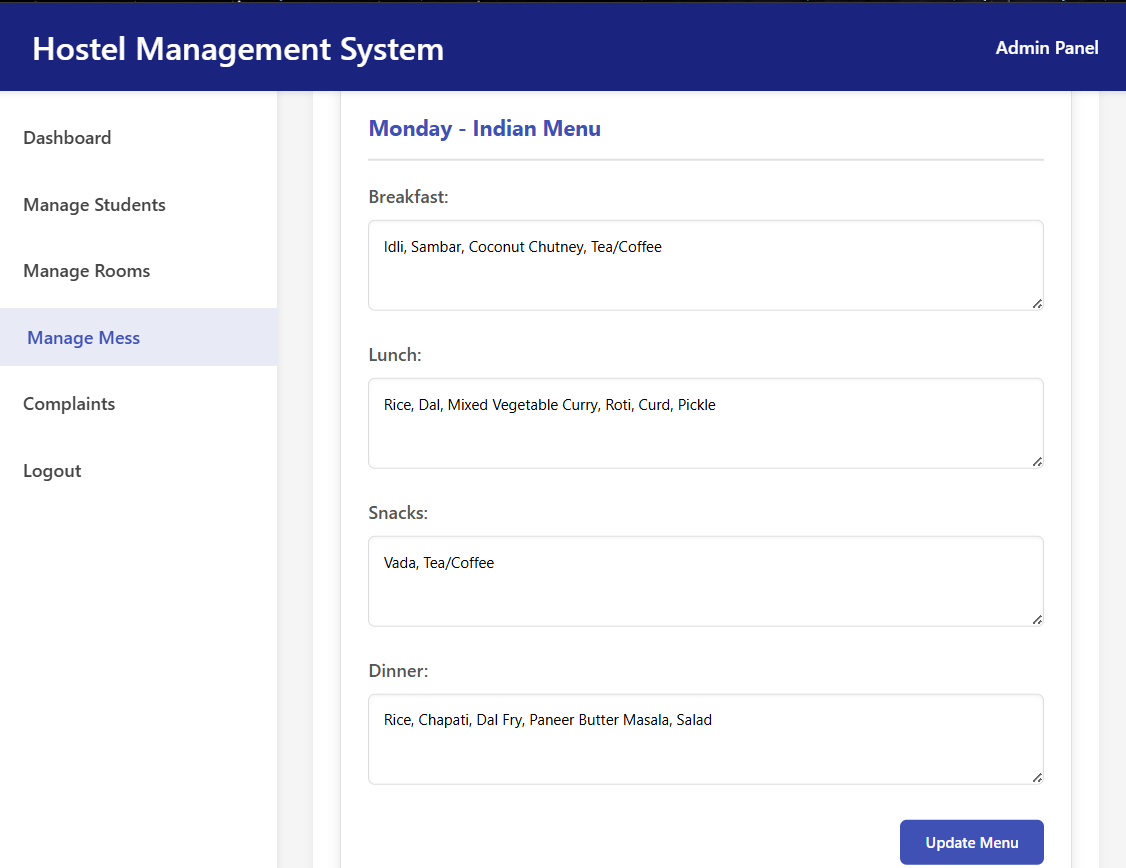 Hostel Management System
Admin Panel
Dashboard
Manage Students
Manage Rooms
Manage Mess
Complaints
Logout
Monday - Indian Menu
Breakfast:
Idli, Sambar, Coconut Chutney, Tea/Coffee
Lunch:
Rice, Dal, Mixed Vegetable Curry, Roti, Curd, Pickle
Snacks:
Vada, Tea/Coffee
Dinner:
Rice, Chapati, Dal Fry, Paneer Butter Masala, Salad
Update Menu